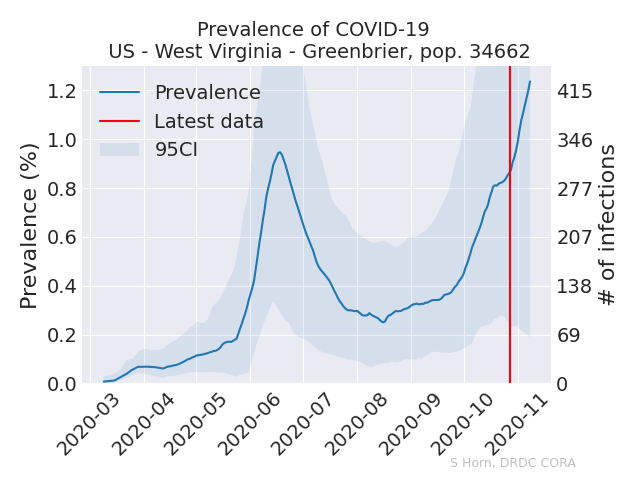 Prevalence of COVID-19
US - West Virginia - Greenbrier, pop. 34662
Prevalence
Latest data
95CI
Prevalence (%)
1.2
1.0
0.8
0.6
0.4
0.2
0.0
415
346
277
207
138
69
0
# of infections
2020-03
2020-04
2020-05
2020-06
2020-07
2020-08
2020-09
2020-10
2020-11
S Horn, DRDC CORA